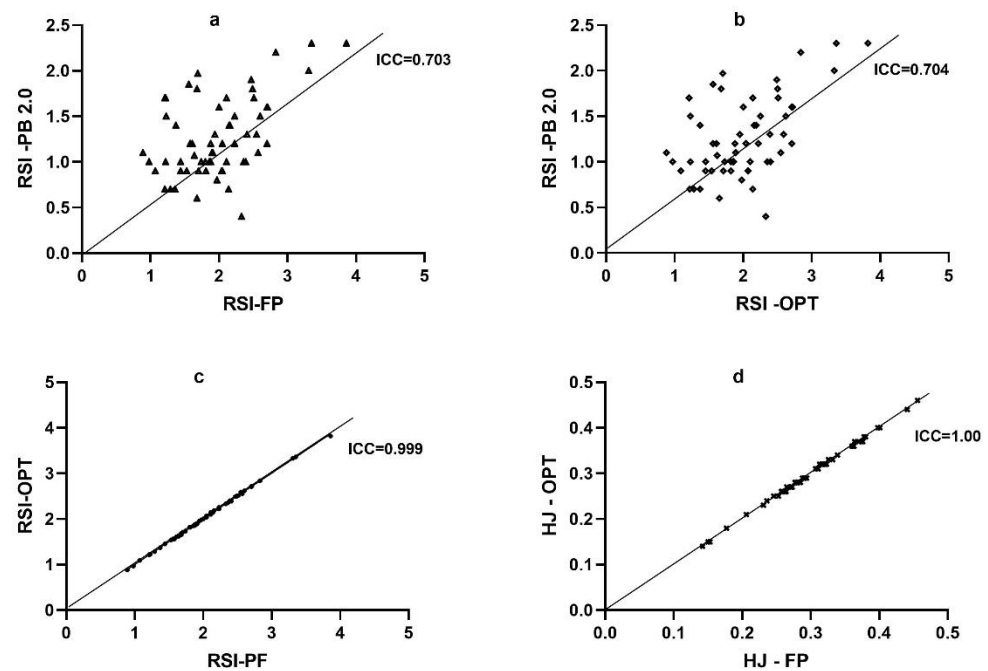 a
2.5
2.0
1.5
1.0
0.5
0.0
RSI -PB 2.0
0 1 2 3 4 5
RSI-FP
ICC=0.703
b
2.5
2.0
1.5
1.0
0.5
0.0
RSI -PB 2.0
0 1 2 3 4 5
RSI -OPT
ICC=0.704
c
5
4
3
2
1
0
RSI-OPT
0 1 2 3 4 5
RSI-PF
ICC=0.999
d
0.5
0.4
0.3
0.2
0.1
0.0
HJ - OPT
0.0 0.1 0.2 0.3 0.4 0.5
HJ - FP
ICC=1.00